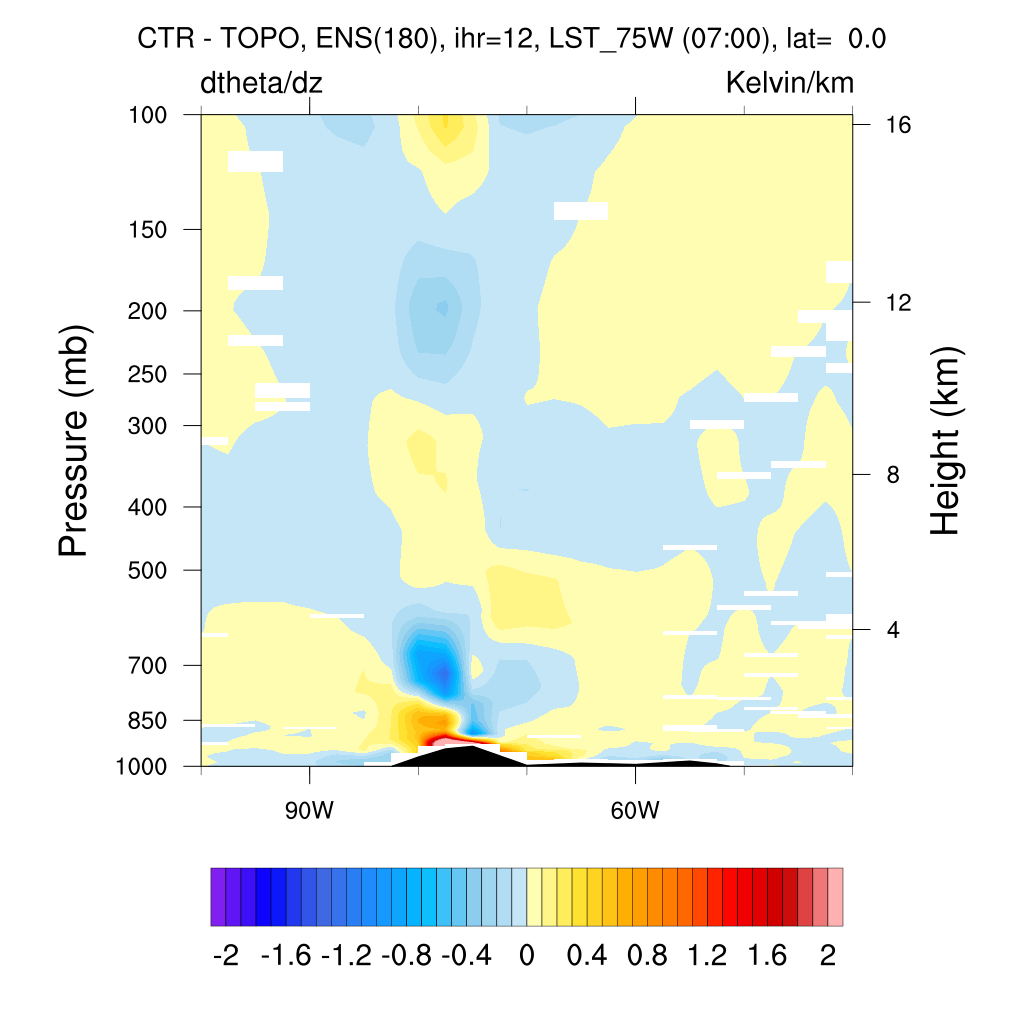 CTR - TOPO, ENS(180), ihr=12, LST_75W (07:00), lat=  0.0
dtheta/dz Kelvin/km
100
150
200
250
300
400
500
700
850
1000
Pressure (mb)
16
12
8
4
Height (km)
90W 60W
-2 -1.6 -1.2 -0.8 -0.4 0 0.4 0.8 1.2 1.6 2